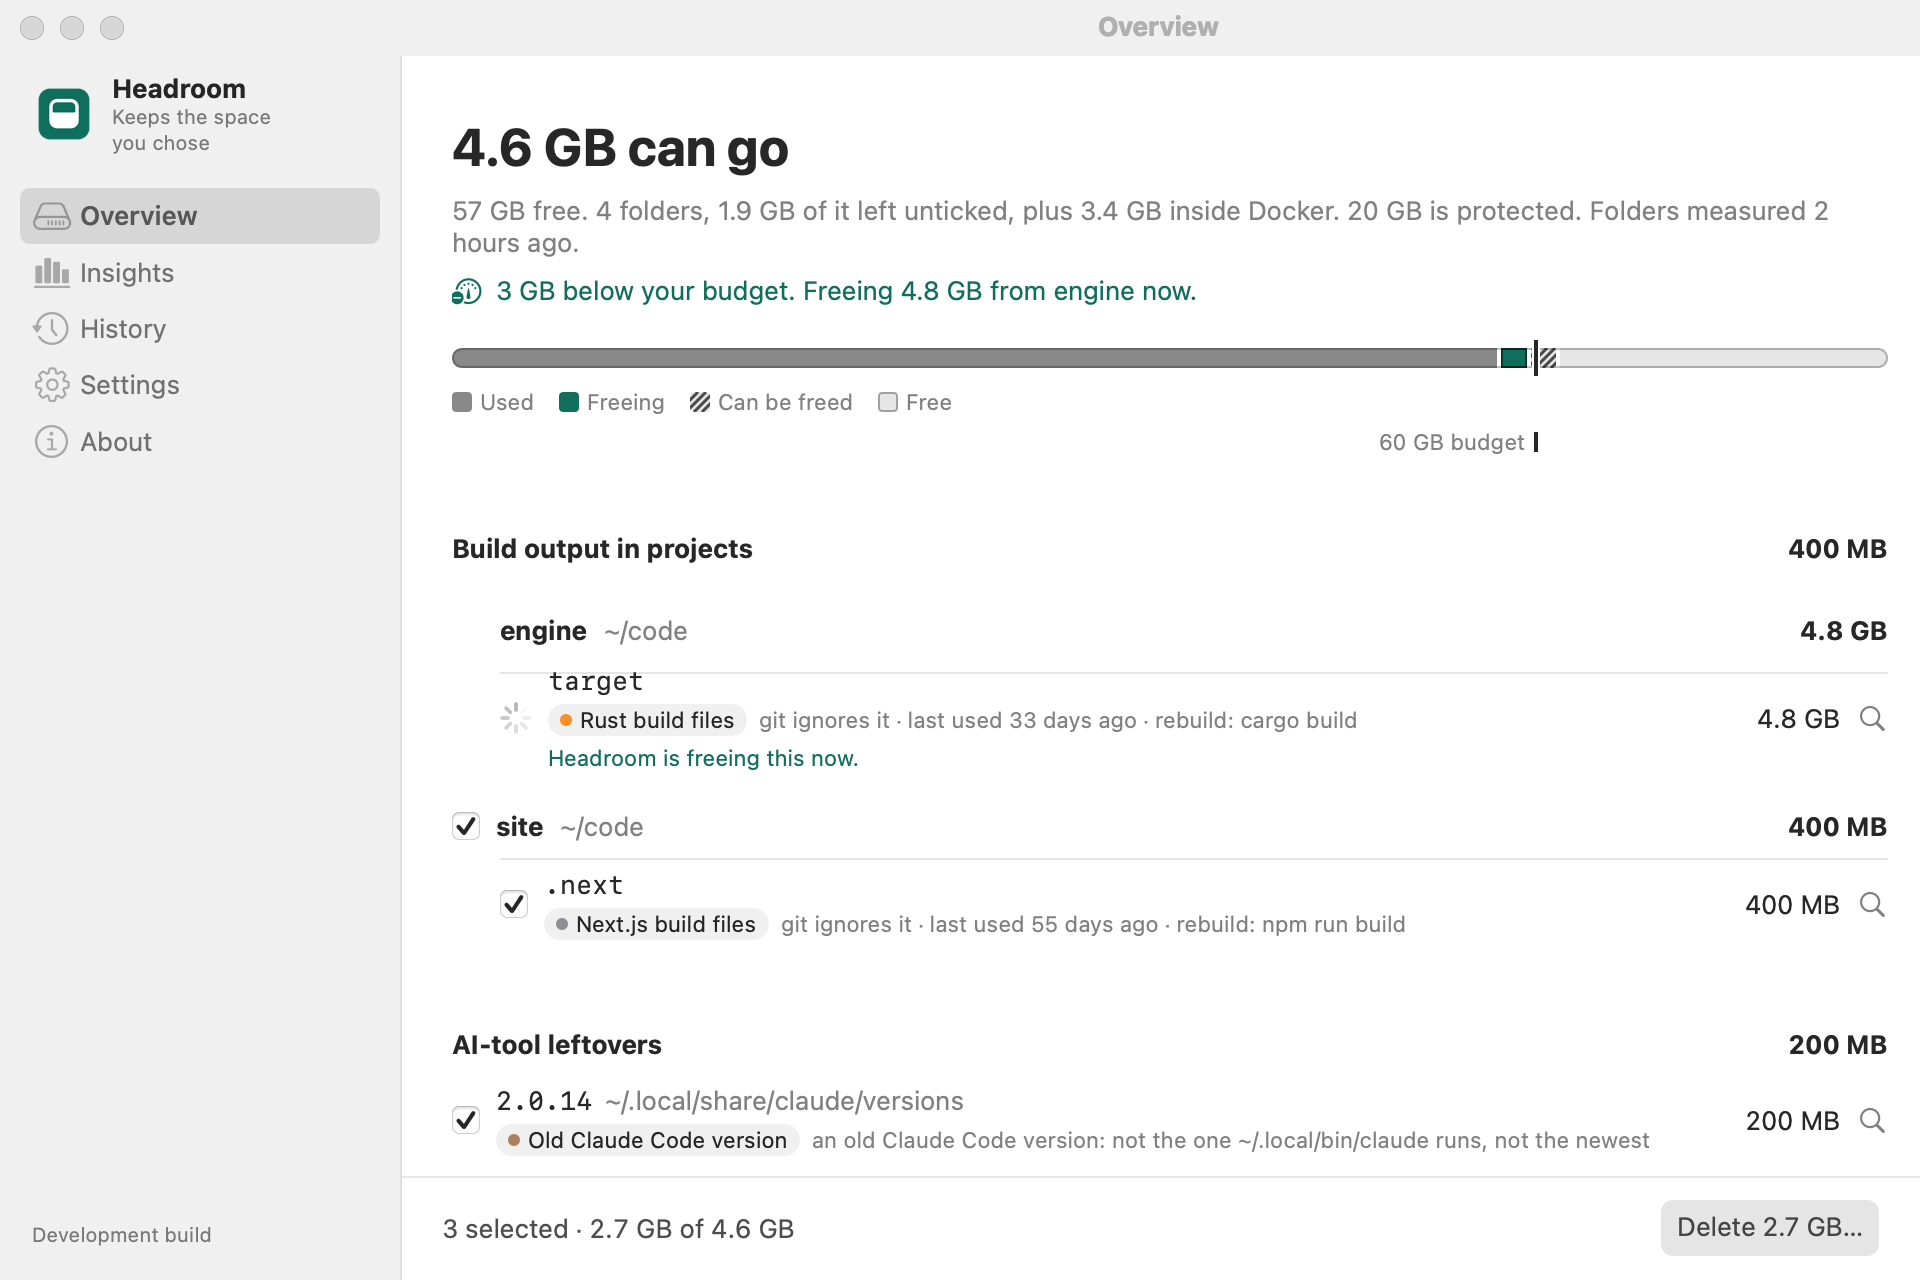 Overview
Headroom
Keeps the space
you chose
Overview
Insights
History
Settings
About
Development build
4.6 GB can go
57 GB free. 4 folders, 1.9 GB of it left unticked, plus 3.4 GB inside Docker. 20 GB is protected. Folders measured 2
hours ago.
3 GB below your budget. Freeing 4.8 GB from engine now.
Used Freeing Can be freed Free
60 GB budget
Build output in projects 400 MB
engine ~/code 4.8 GB
target
Rust build files git ignores it · last used 33 days ago · rebuild: cargo build 4.8 GB
Headroom is freeing this now.
site ~/code 400 MB
.next
Next.js build files git ignores it · last used 55 days ago · rebuild: npm run build 400 MB
AI-tool leftovers 200 MB
2.0.14 ~/.local/share/claude/versions
Old Claude Code version an old Claude Code version: not the one ~/.local/bin/claude runs, not the newest 200 MB
3 selected · 2.7 GB of 4.6 GB
Delete 2.7 GB...